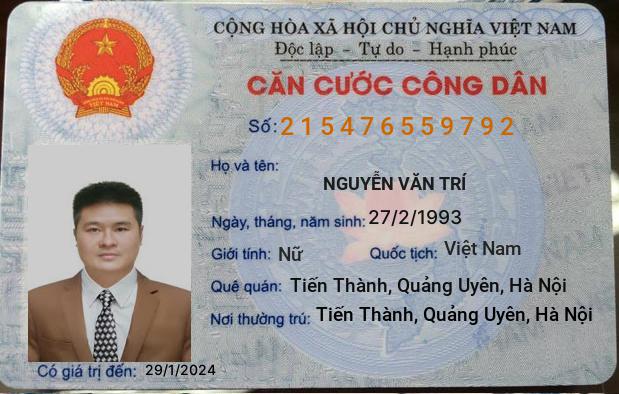 CỘNG HÒA XÃ HỘI CHỦ NGHĨA VIỆT NAM
Độc lập - Tự do - Hạnh phúc
CĂN CƯỚC CÔNG DÂN
Số: 215476559792
Họ và tên:
NGUYỄN VĂN TRÍ
Ngày, tháng, năm sinh: 27/2/1993
Giới tính: Nữ Quốc tịch: Việt Nam
Quê quán: Tiến Thành, Quảng Uyên, Hà Nội
Nơi thường trú: Tiến Thành, Quảng Uyên, Hà Nội
Có giá trị đến: 29/1/2024
VIỆT NAM